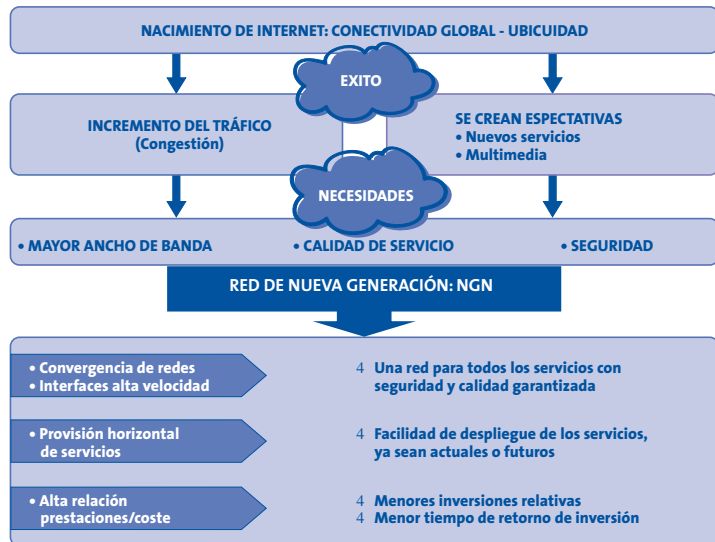 NACIMIENTO DE INTERNET: CONECTIVIDAD GLOBAL - UBICUIDAD
EXITO
INCREMENTO DEL TRÁFICO
(Congestión)
SE CREAN ESPECTATIVAS
• Nuevos servicios
• Multimedia
NECESIDADES
• MAYOR ANCHO DE BANDA
• CALIDAD DE SERVICIO
• SEGURIDAD
RED DE NUEVA GENERACIÓN: NGN
• Convergencia de redes
• Interfaces alta velocidad
4 Una red para todos los servicios con
seguridad y calidad garantizada
• Provisión horizontal
de servicios
4 Facilidad de despliegue de los servicios,
ya sean actuales o futuros
• Alta relación
prestaciones/coste
4 Menores inversiones relativas
4 Menor tiempo de retorno de inversión